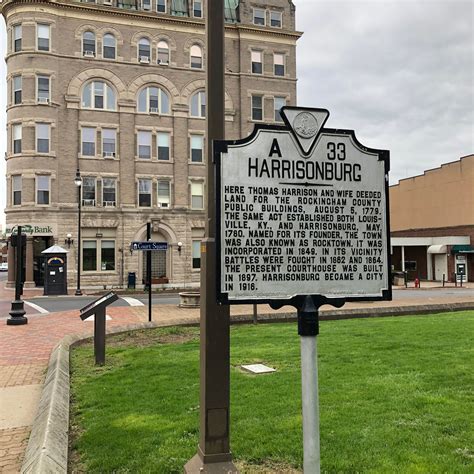 A 33
HARRISONBURG
HERE THOMAS HARRISON AND WIFE DEEDED
LAND FOR THE ROCKINGHAM COUNTY
PUBLIC BUILDINGS, AUGUST 5, 1779.
THE SAME ACT ESTABLISHED BOTH LOUIS-
VILLE, KY., AND HARRISONBURG, MAY,
1780. NAMED FOR ITS FOUNDER, THE TOWN
WAS ALSO KNOWN AS ROCKTOWN. IT WAS
INCORPORATED IN 1849. IN ITS VICINITY
BATTLES WERE FOUGHT IN 1862 AND 1864.
THE PRESENT COURTHOUSE WAS BUILT
IN 1897. HARRISONBURG BECAME A CITY
IN 1916.
Bank
Court Square